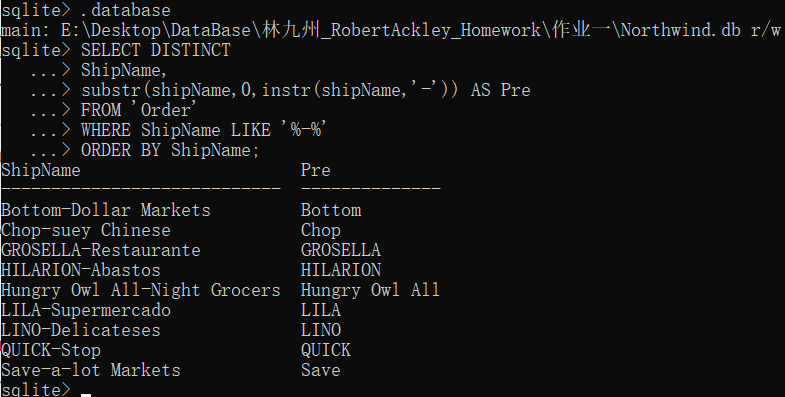 sqlite> .database
main: E:\Desktop\DataBase\林九州_RobertAckley_Homework\作业一\Northwind.db r/w
sqlite> SELECT DISTINCT
   ...> ShipName,
   ...> substr(shipName,0,instr(shipName,'-')) AS Pre
   ...> FROM 'Order'
   ...> WHERE ShipName LIKE '%-%'
   ...> ORDER BY ShipName;
ShipName                      Pre
----------------------------  --------------
Bottom-Dollar Markets         Bottom
Chop-suey Chinese             Chop
GROSELLA-Restaurante          GROSELLA
HILARION-Abastos              HILARION
Hungry Owl All-Night Grocers  Hungry Owl All
LILA-Supermercado             LILA
LINO-Delicateses              LINO
QUICK-Stop                    QUICK
Save-a-lot Markets            Save
sqlite>